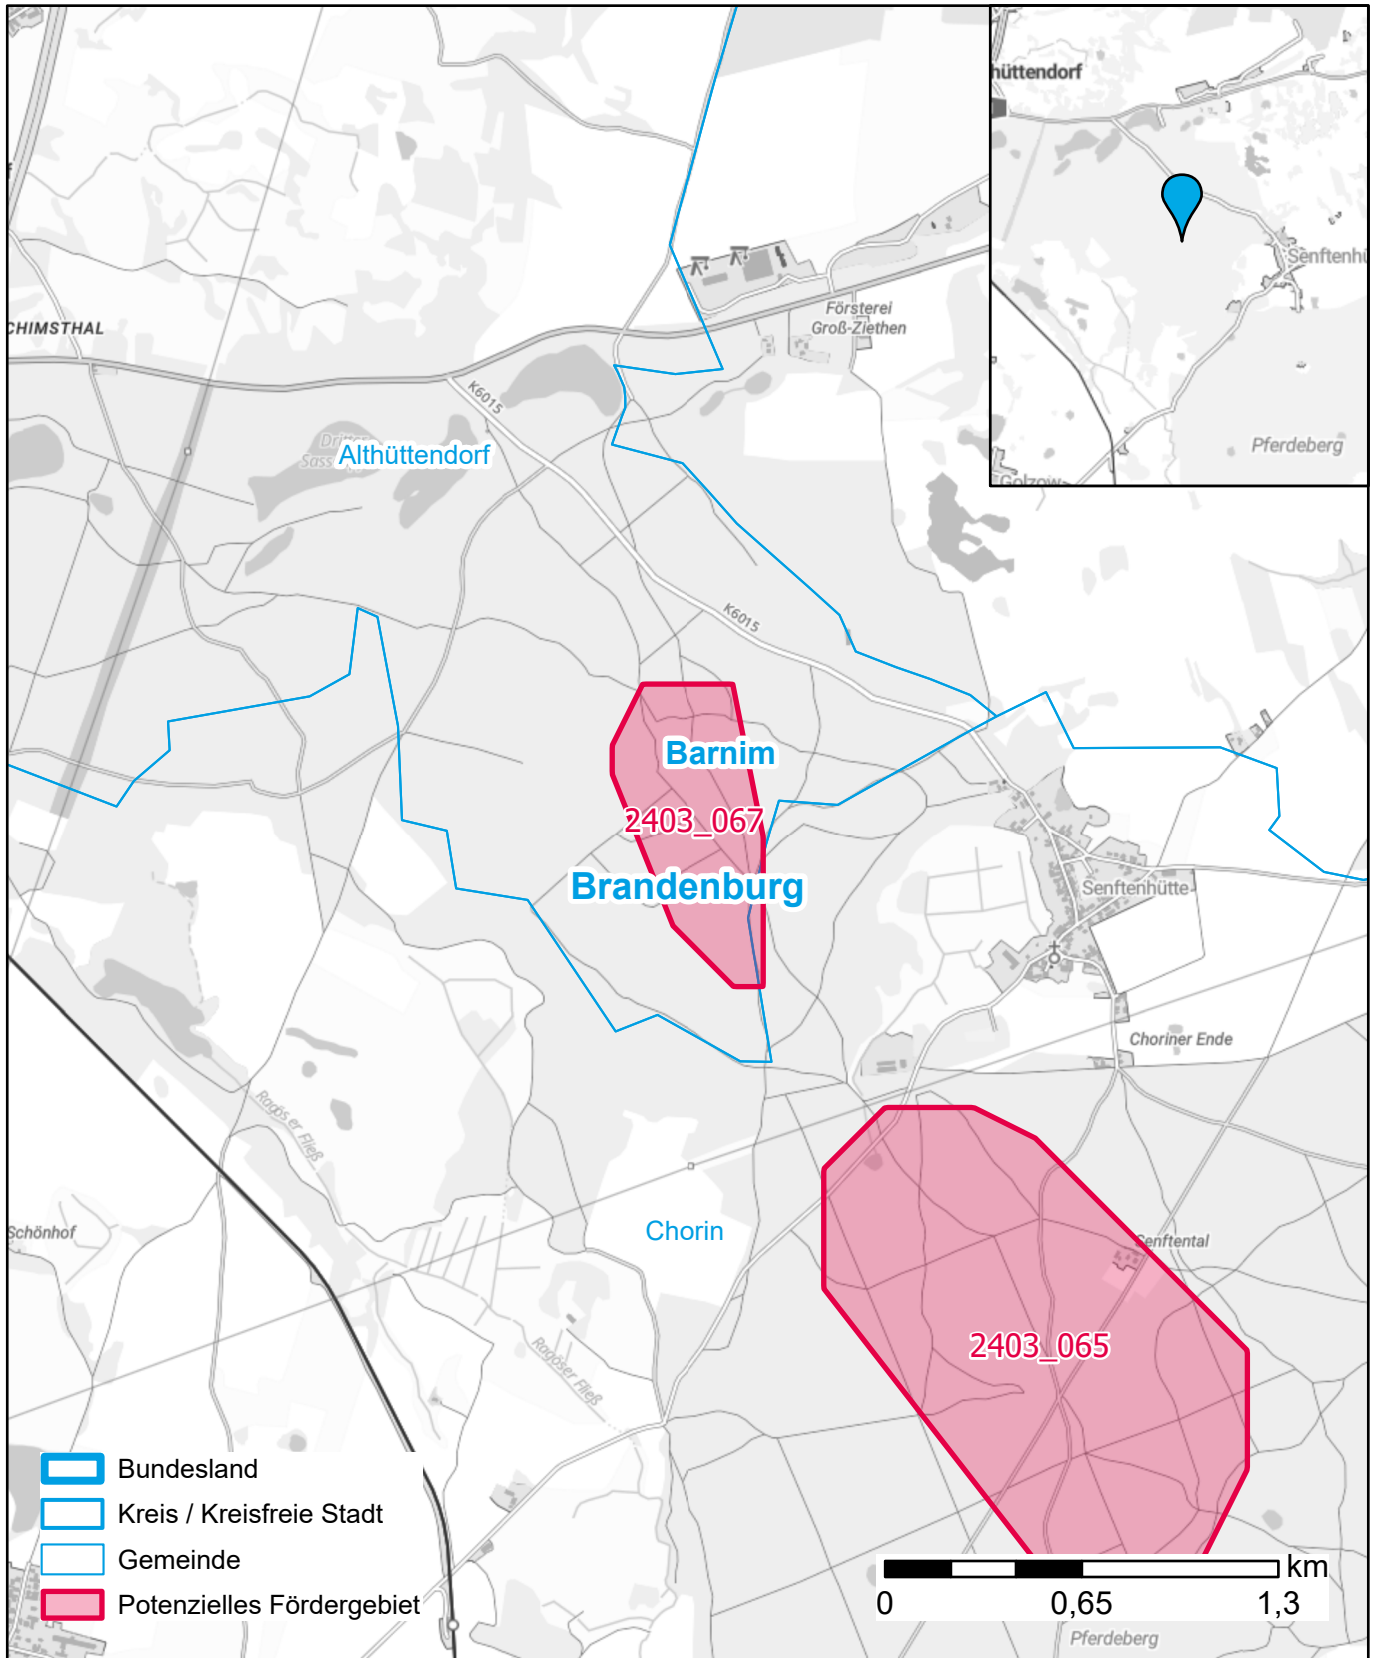 hüttendorf
Senftenhü
Pferdeberg
Golzow
CHIMSTHAL
Försterei
Groß-Ziethen
K6015
Althüttendorf
K6015
Barnim
2403_067
Brandenburg
Senftenhütte
Choriner Ende
Ragöser Fließ
Schönhof
Chorin
Senftental
2403_065
Ragöser Fließ
Bundesland
Kreis / Kreisfreie Stadt
Gemeinde
Potenzielles Fördergebiet
km
0 0,65 1,3
Pferdeberg